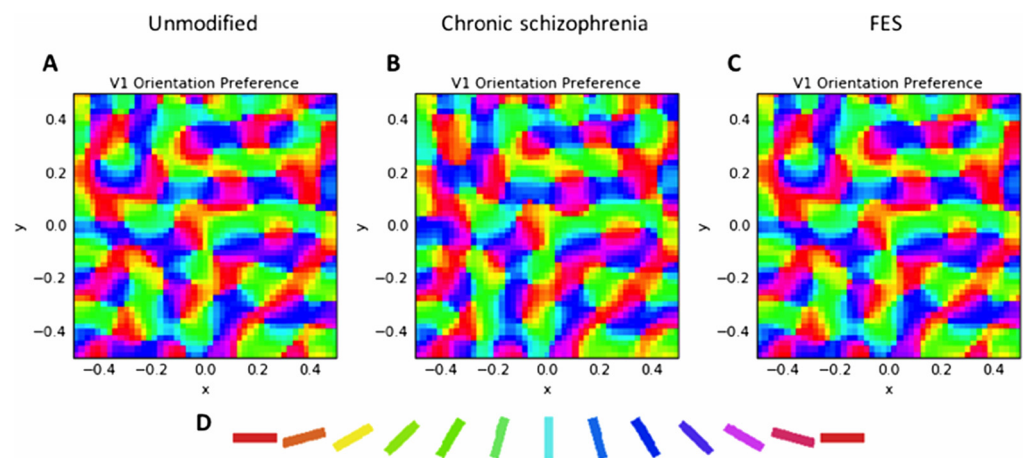 Unmodified
Chronic schizophrenia
FES
A
B
C
V1 Orientation Preference
V1 Orientation Preference
V1 Orientation Preference
y
0.4
0.2
0.0
−0.2
−0.4
−0.4 −0.2 0.0 0.2 0.4
x
y
0.4
0.2
0.0
−0.2
−0.4
−0.4 −0.2 0.0 0.2 0.4
x
y
0.4
0.2
0.0
−0.2
−0.4
−0.4 −0.2 0.0 0.2 0.4
x
D